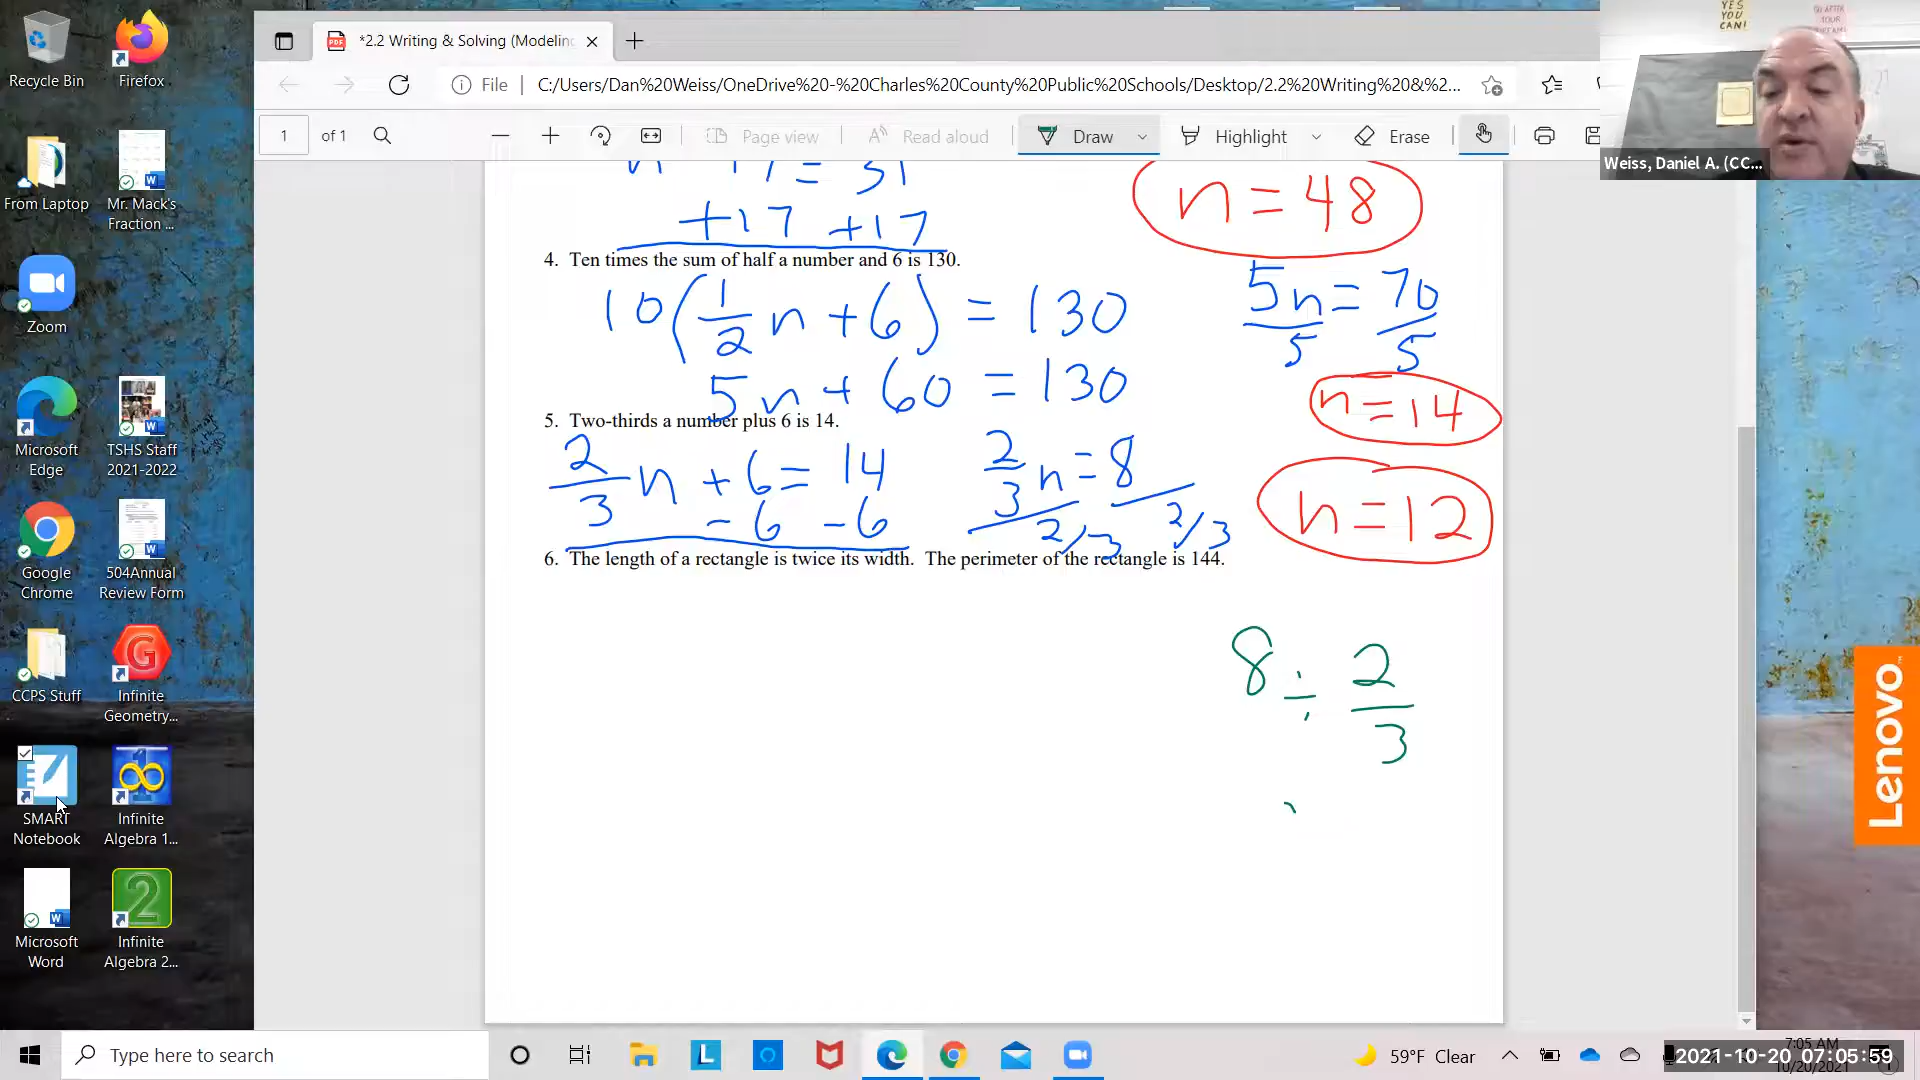 Recycle Bin
Firefox
From Laptop
Mr. Mack's Fraction ...
Zoom
Microsoft Edge
TSHS Staff 2021-2022
Google Chrome
504Annual Review Form
CCPS Stuff
Infinite Geometry...
SMART Notebook
Infinite Algebra 1...
Microsoft Word
Infinite Algebra 2...
*2.2 Writing & Solving (Modeling
File C:/Users/Dan%20Weiss/OneDrive%20-%20Charles%20County%20Public%20Schools/Desktop/2.2%20Writing%20&%2...
1 of 1 Page view Read aloud Draw Highlight Erase
YES YOU CAN!
Weiss, Daniel A. (CC...
n - 17 = 31
+17 +17
n = 48
4. Ten times the sum of half a number and 6 is 130.
10(1/2 n + 6) = 130
5n + 60 = 130
5n = 70
5 5
n = 14
5. Two-thirds a number plus 6 is 14.
2/3 n + 6 = 14
- 6 - 6
2/3 n = 8
2/3 2/3
n = 12
6. The length of a rectangle is twice its width. The perimeter of the rectangle is 144.
8 ÷ 2/3
Lenovo
Type here to search
59°F Clear
7:05 AM
10/20/2021
2021-10-20 07:05:59